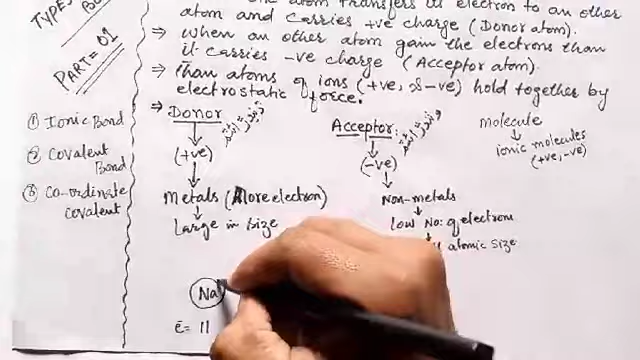 TYPES
Bo
PART= 01
atom transfers its electron to an other
atom and carries +ve charge (Donor atom).
⇒ when an other atom gain the electrons than
it carries -ve charge (Acceptor atom).
⇒ Than atoms of ions (+ve, & -ve) hold together by
electrostatic force.
① Ionic Bond
② Covalent
Bond
③ Co-ordinate
covalent
⇒ Donor
↓
(+ve)
↓
Metals (More electron)
↓
Large in size
Acceptor
↓
(-ve)
↓
Non-metals
↓
Low No: of electrons
↓
atomic size
molecule
↓
ionic molecules
(+ve, -ve)
Na
ē= 11